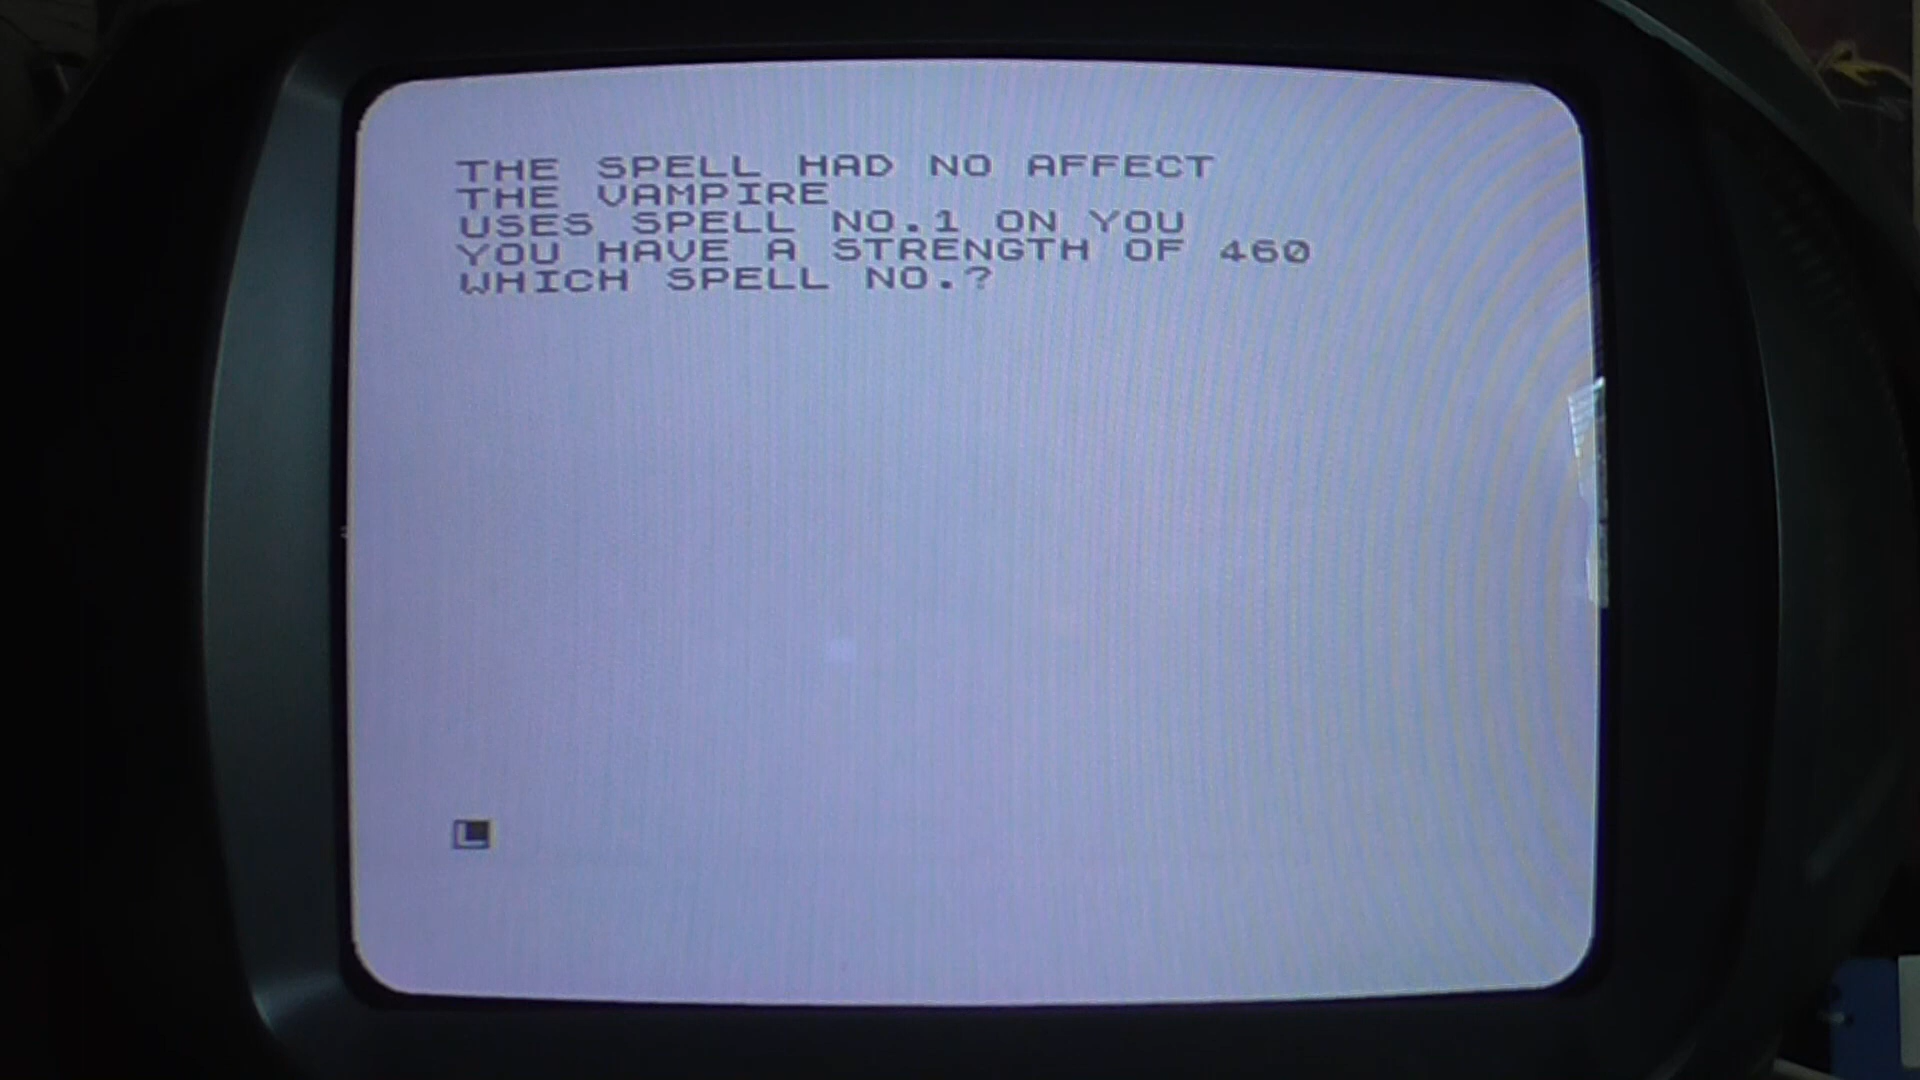 THE SPELL HAD NO AFFECT
THE VAMPIRE
USES SPELL NO.1 ON YOU
YOU HAVE A STRENGTH OF 460
WHICH SPELL NO.?
L